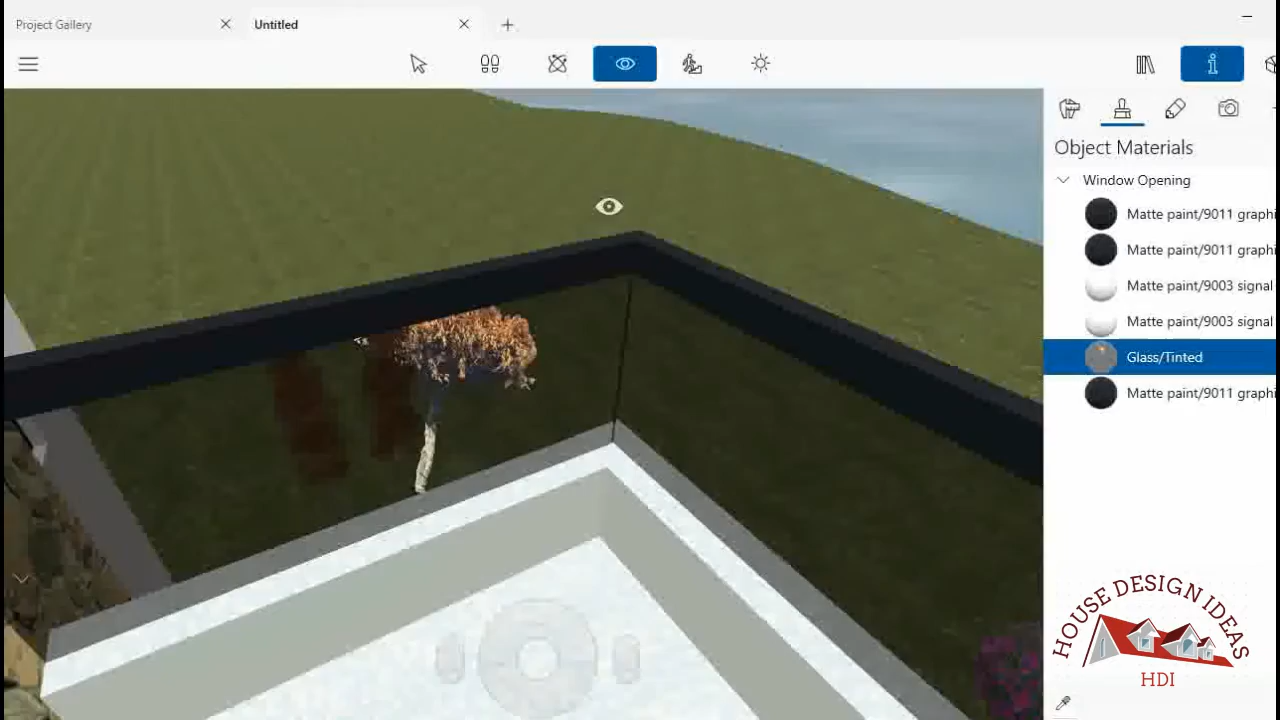 Project Gallery
Untitled
Object Materials
Window Opening
Matte paint/9011 graphi
Matte paint/9011 graphi
Matte paint/9003 signal
Matte paint/9003 signal
Glass/Tinted
Matte paint/9011 graphi
HOUSE DESIGN IDEAS
HDI